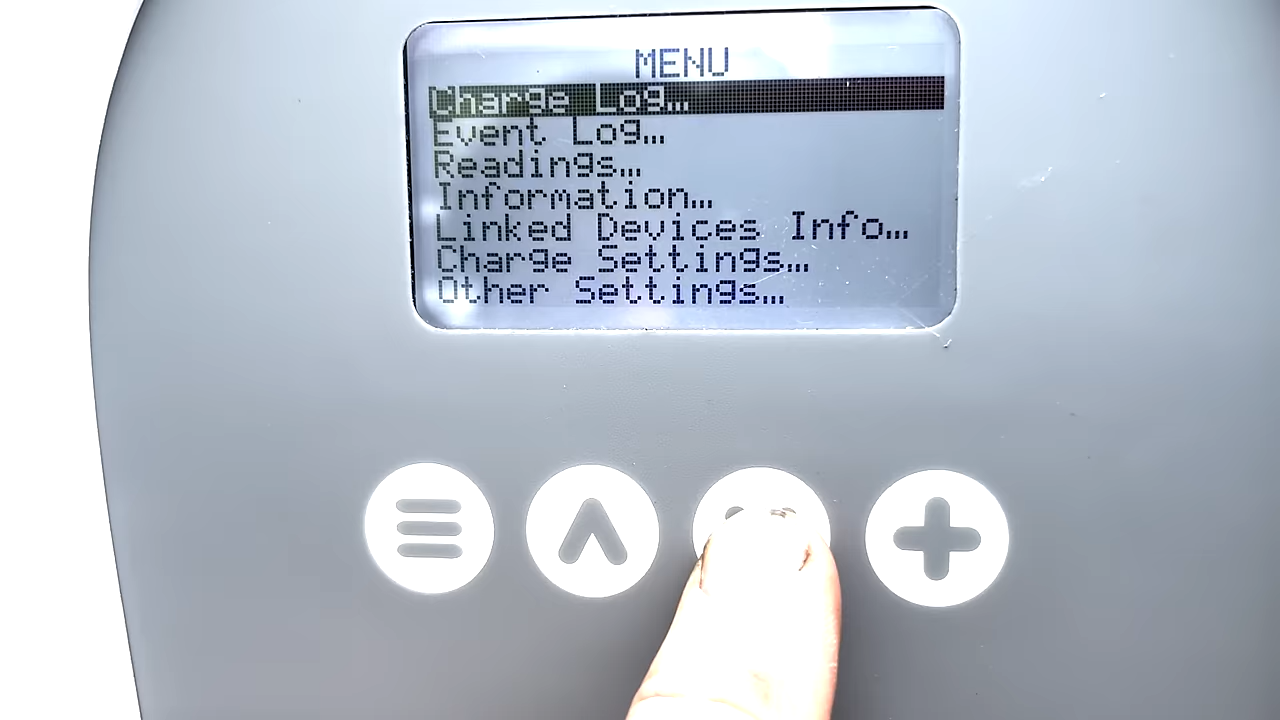 MENU
Charge Log...
Event Log...
Readings...
Information...
Linked Devices Info...
Charge Settings...
Other Settings...